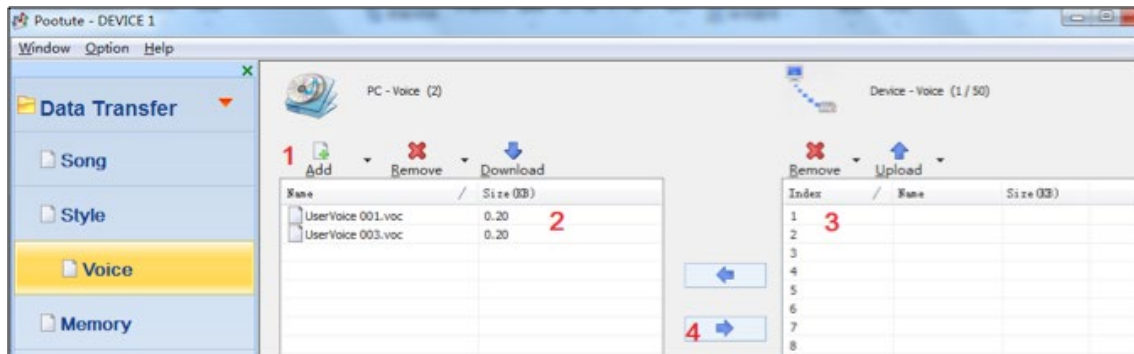 Pootute - DEVICE 1
Window Option Help
Data Transfer
Song
Style
Voice
Memory
PC - Voice (2)
1 Add Remove Download
Name / Size(KB)
UserVoice 001.voc 0.20 2
UserVoice 003.voc 0.20
4
Device - Voice (1 / 50)
Remove Upload
Index / Name Size(KB)
1 3
2
3
4
5
6
7
8